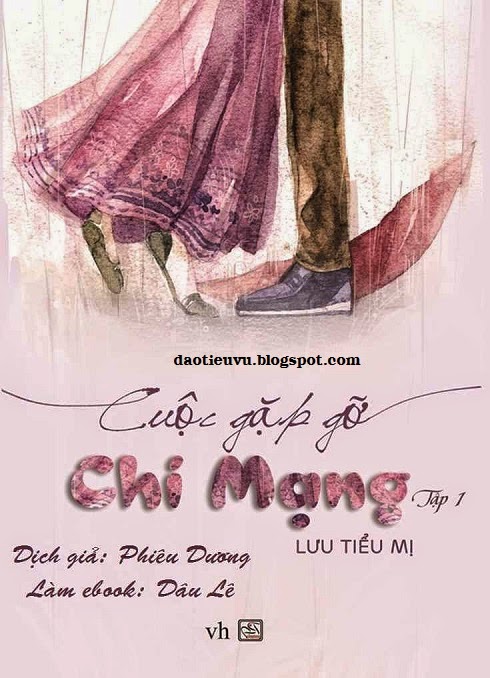 daotieuvu.blogspot.com
Cuộc gặp gỡ
Chí Mạng Tập 1
LƯU TIỂU MỊ
Dịch giả: Phiêu Dương
Làm ebook: Dâu Lê
vh